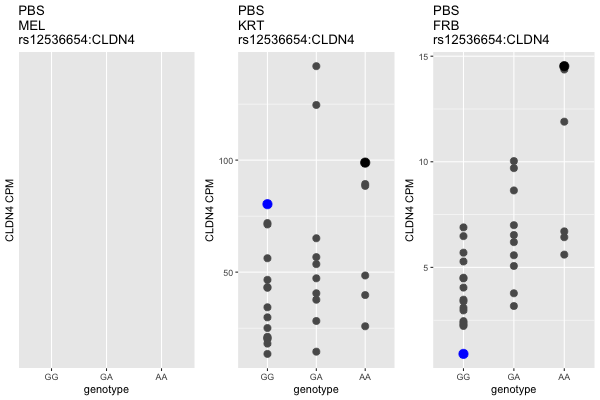 PBS
MEL
rs12536654:CLDN4
CLDN4 CPM
GG GA AA
genotype
PBS
KRT
rs12536654:CLDN4
CLDN4 CPM
100
50
GG GA AA
genotype
PBS
FRB
rs12536654:CLDN4
CLDN4 CPM
15
10
5
GG GA AA
genotype